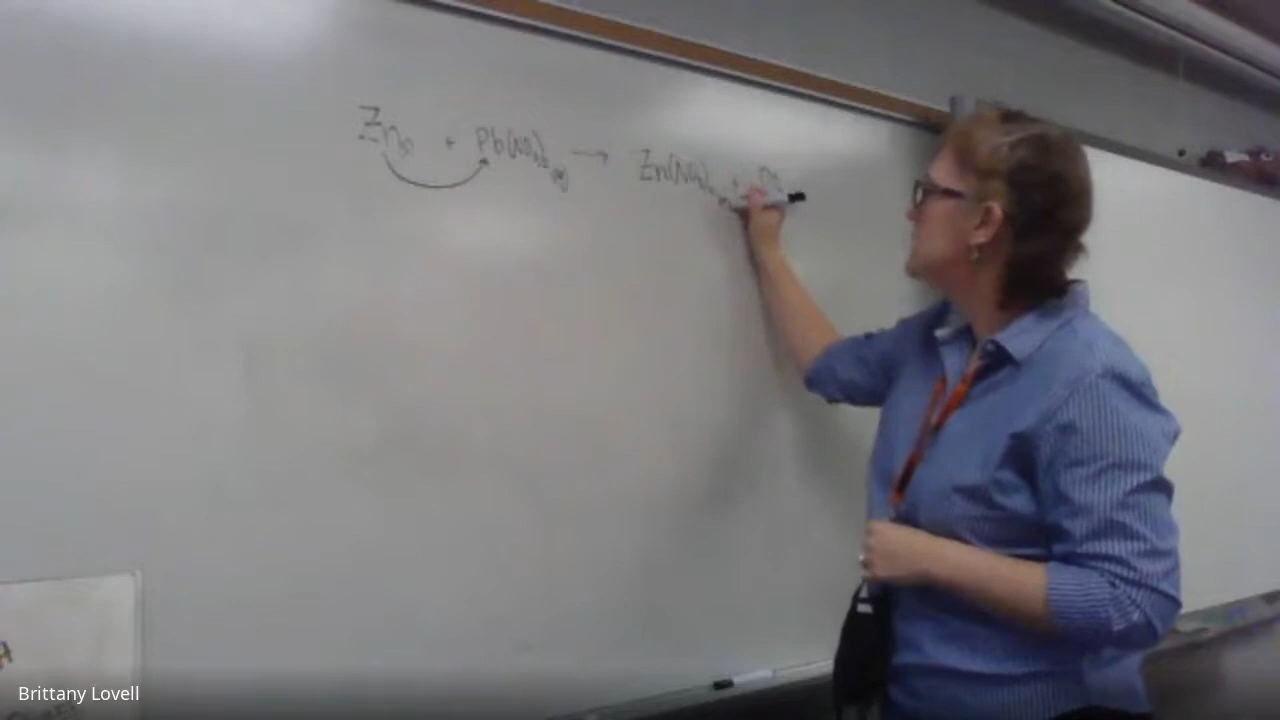 Zn(s) + Pb(NO3)2(aq) → Zn(NO3)2 +
Brittany Lovell